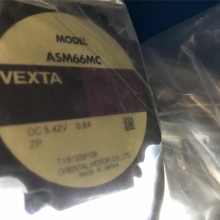 MODEL
ASM66MC
VEXTA
DC 5.42V 0.8A
ZP
ORIENTAL MOTOR CO.,LTD.
MADE IN JAPAN